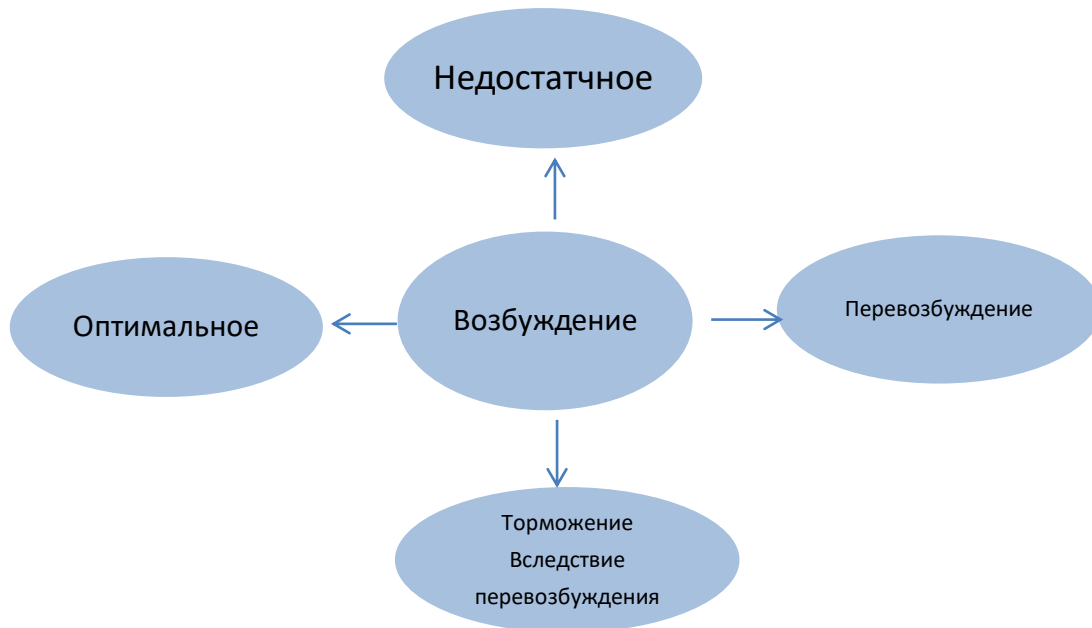 Недостатчное
Оптимальное
Возбуждение
Перевозбуждение
Торможение
Вследствие
перевозбуждения